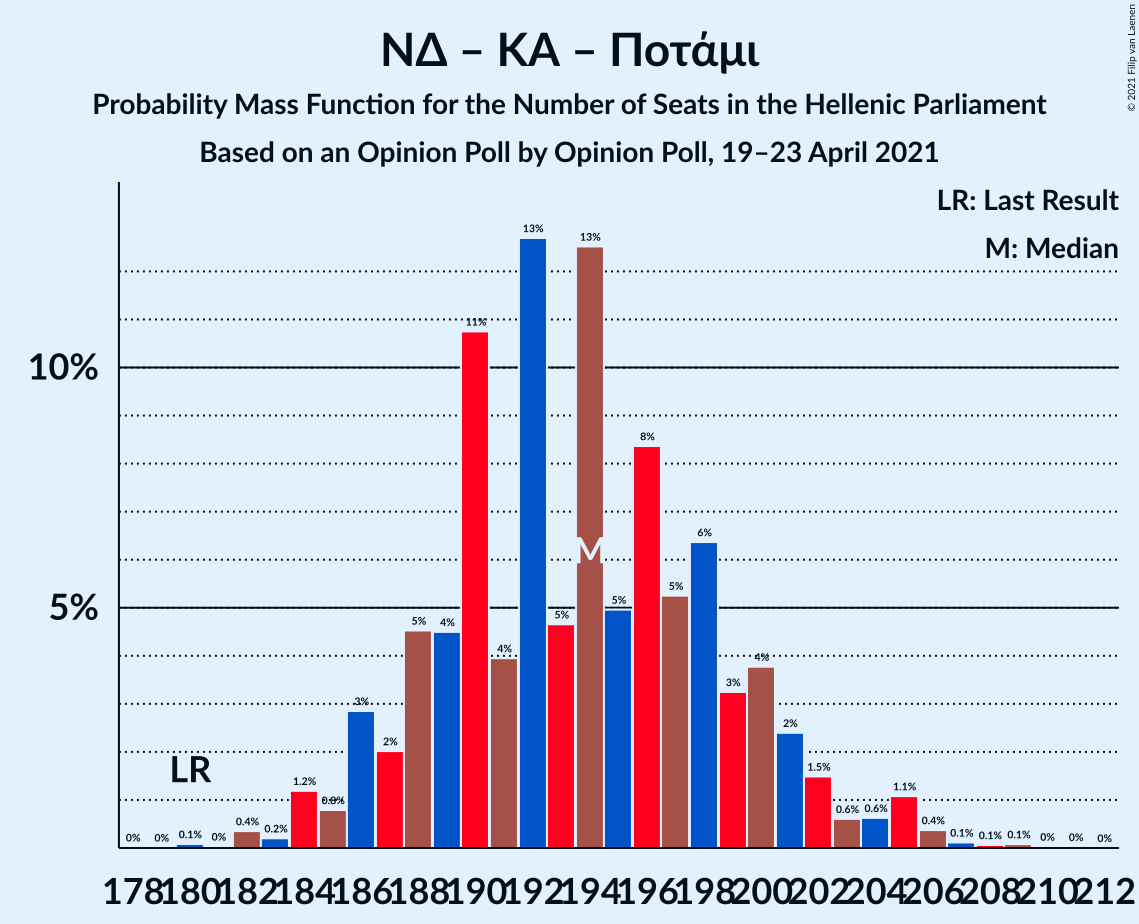 ΝΔ – ΚΑ – Ποτάμι
Probability Mass Function for the Number of Seats in the Hellenic Parliament
Based on an Opinion Poll by Opinion Poll, 19–23 April 2021
© 2021 Filip van Laenen
LR: Last Result
M: Median
10%
5%
LR
M
0% 0% 0.1% 0% 0.4% 0.2% 1.2% 0.8% 3% 2% 5% 4% 11% 4% 13% 5% 13% 5% 8% 5% 6% 3% 4% 2% 1.5% 0.6% 0.6% 1.1% 0.4% 0.1% 0.1% 0.1% 0% 0% 0%
178 180 182 184 186 188 190 192 194 196 198 200 202 204 206 208 210 212